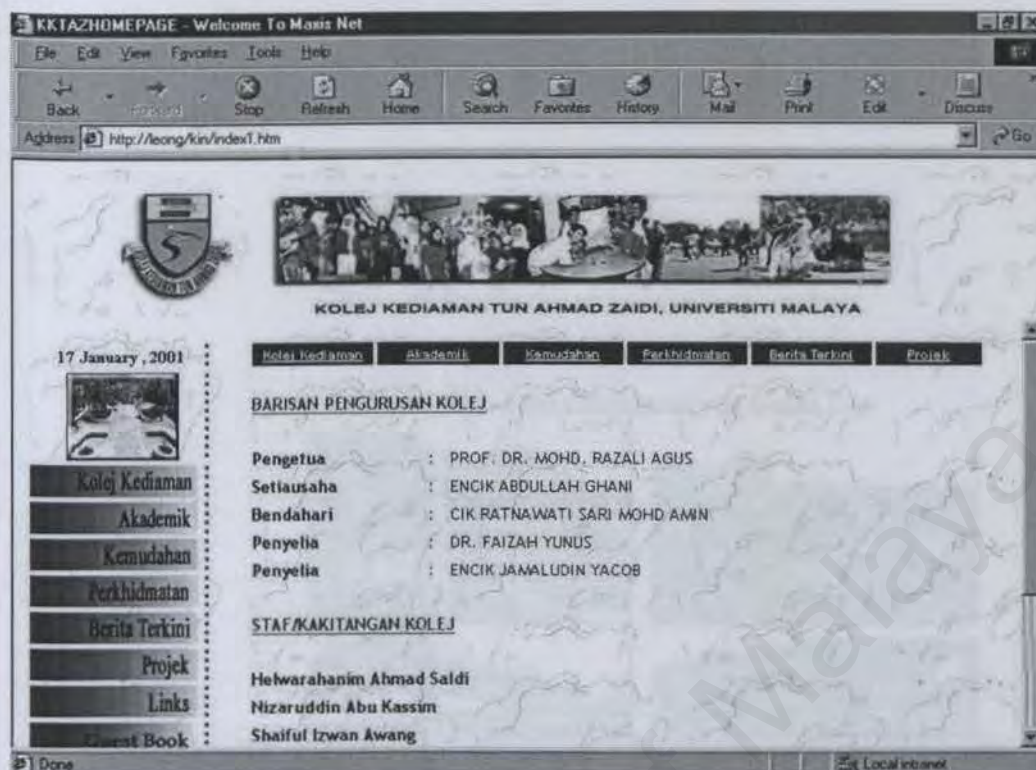 KKTAZHOMEPAGE - Welcome To Maxis Net
File Edit View Favorites Tools Help
Back Forward Stop Refresh Home Search Favorites History Mail Print Edit Discuss
Address http://leong/kin/index1.htm Go
KOLEJ KEDIAMAN TUN AHMAD ZAIDI, UNIVERSITI MALAYA
17 January , 2001
Kolej Kediaman Akademik Kemudahan Perkhidmatan Berita Terkini Projek
BARISAN PENGURUSAN KOLEJ
Pengetua : PROF. DR. MOHD. RAZALI AGUS
Setiausaha : ENCIK ABDULLAH GHANI
Bendahari : CIK RATNAWATI SARI MOHD AMIN
Penyelia : DR. FAIZAH YUNUS
Penyelia : ENCIK JAMALUDIN YACOB
STAF/KAKITANGAN KOLEJ
Helwarahanim Ahmad Saldi
Nizaruddin Abu Kassim
Shaiful Izwan Awang
Kolej Kediaman
Akademik
Kemudahan
Perkhidmatan
Berita Terkini
Projek
Links
Guest Book
Done Local intranet
Malaya